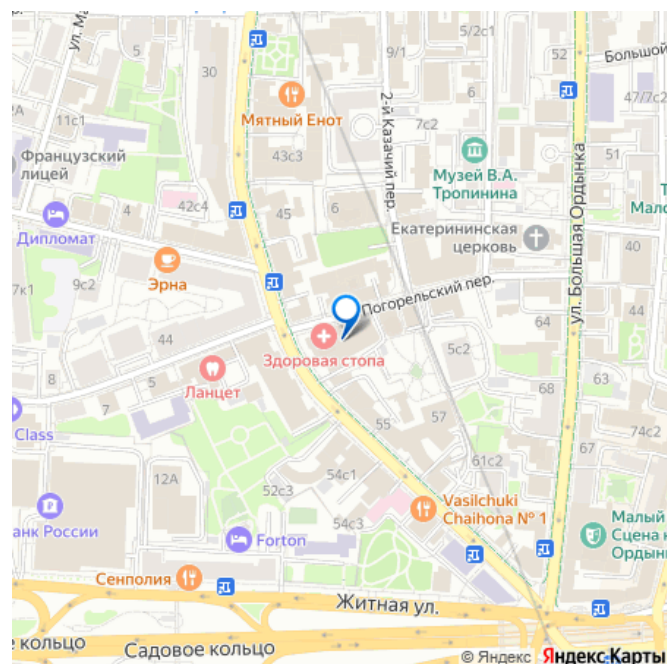 ул. Ма
30
9/1
5/2с1
52
Большой
47/7с2
2-й Казачий пер.
11с1
Мятный Енот
7с2
Французский
лицей
43с3
Музей В.А.
Тропинина
51
ул. Большая Ордынка
Т
Мало
4
42с4
45
6
Дипломат
Екатерининская
церковь
40
9с2
Эрна
7к1
Погорельский пер.
44
64
Здоровая стопа
5с2
5
Ланцет
8
7
68
63
Class
55
57
74с2
67
61с2
12А
54с1
52с3
анк России
Vasilchuki
Chaihona № 1
54с3
Малый
Сцена н
Ордын
Forton
Сенполия
Житная ул.
е кольцо
Садовое кольцо
© Яндекс Яндекс Карты